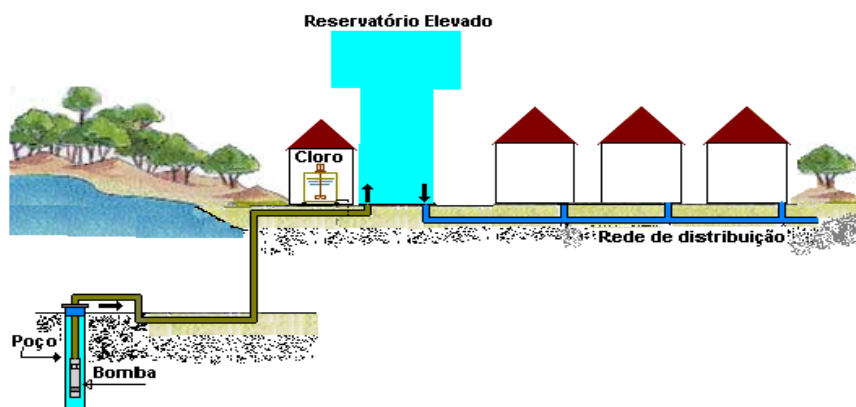 Reservatório Elevado
Cloro
Rede de distribuição
Poço
Bomba